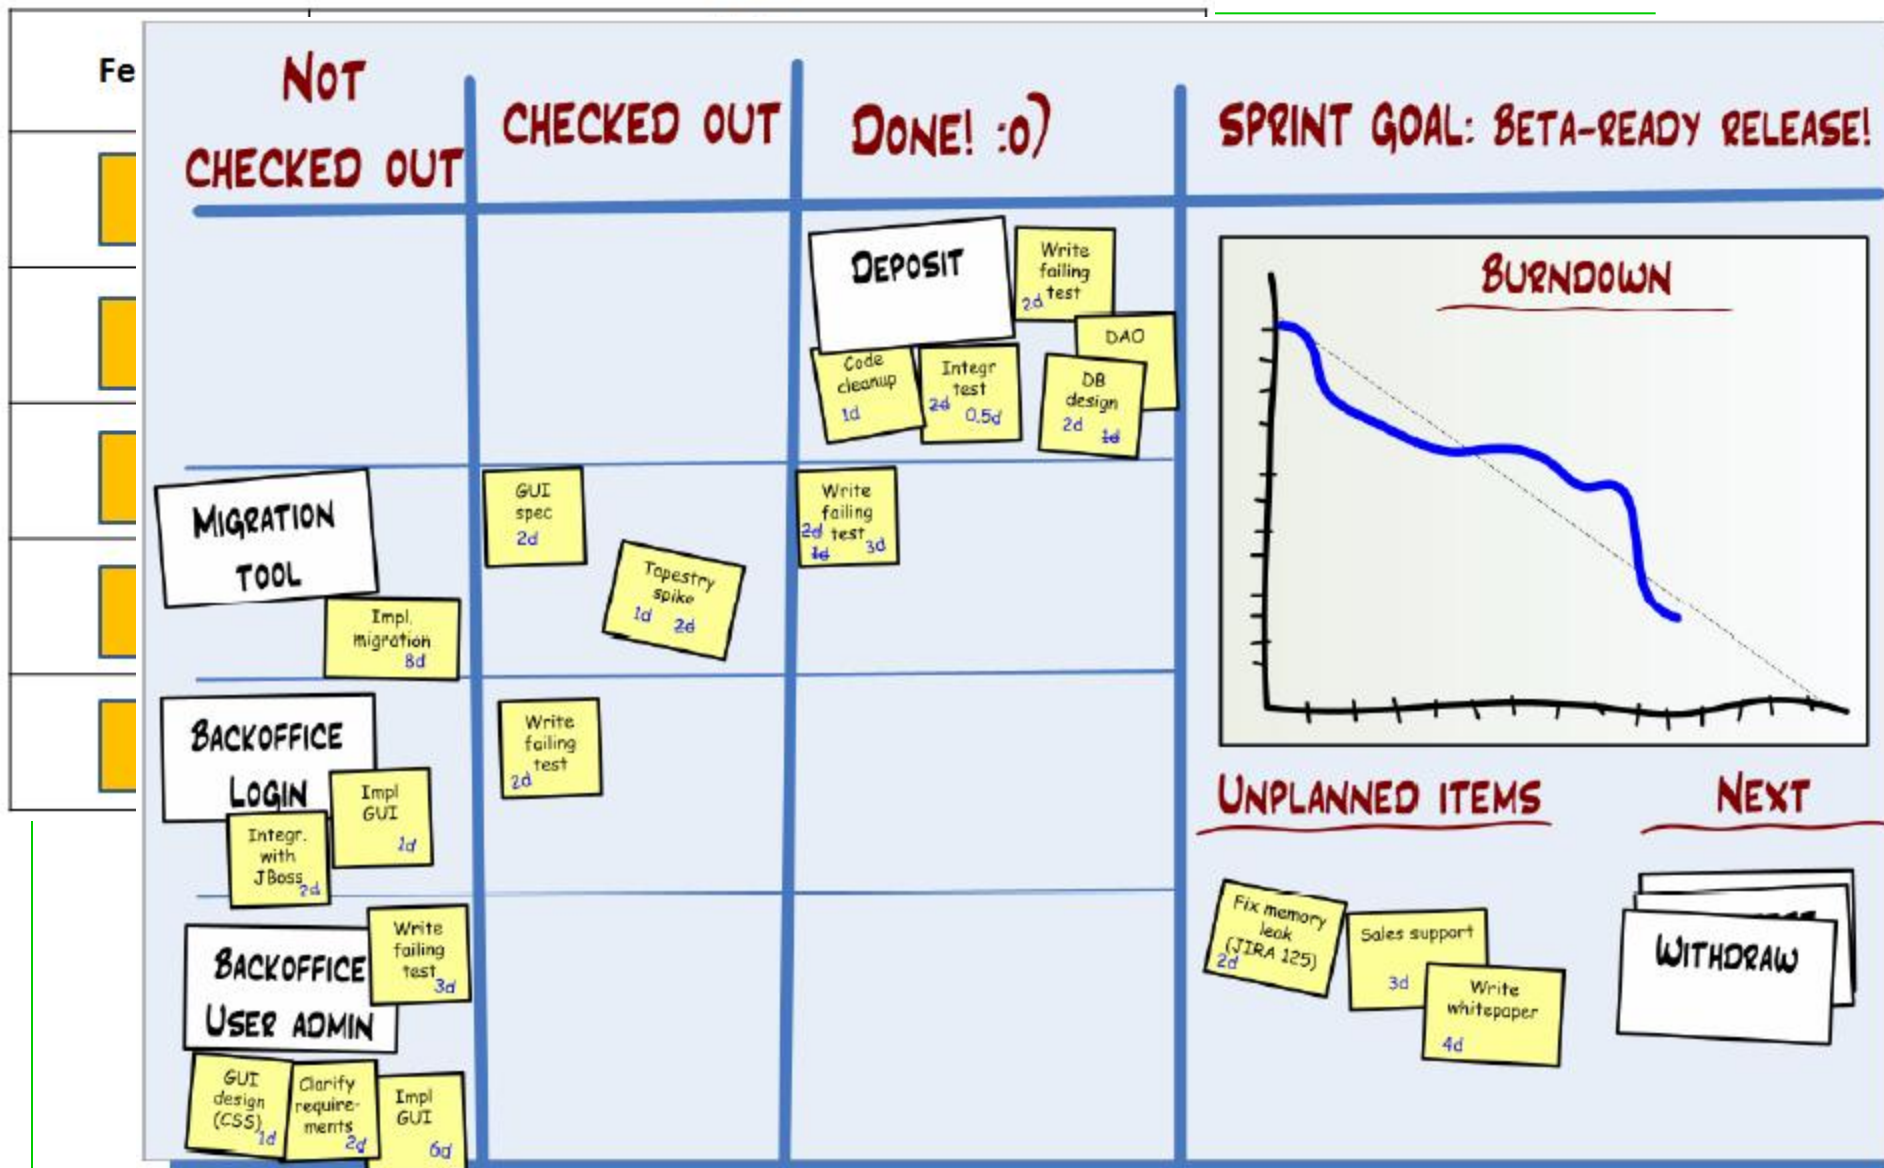 Fe
NOT
CHECKED OUT
CHECKED OUT
DONE! :o)
SPRINT GOAL: BETA-READY RELEASE!
DEPOSIT
Write
failing
test
2d
DAO
Code
cleanup
1d
Integr
test
2d 0.5d
DB
design
2d 1d
BURNDOWN
MIGRATION
TOOL
Impl.
migration
8d
GUI
spec
2d
Tapestry
spike
1d 2d
Write
failing
2d test
1d 3d
BACKOFFICE
LOGIN
Impl
GUI
1d
Integr.
with
JBoss
2d
Write
failing
test
2d
BACKOFFICE
USER ADMIN
Write
failing
test
3d
GUI
design
(CSS)
1d
Clarify
require-
ments
2d
Impl
GUI
6d
UNPLANNED ITEMS
NEXT
Fix memory
leak
(JIRA 125)
2d
Sales support
3d
Write
whitepaper
4d
WITHDRAW